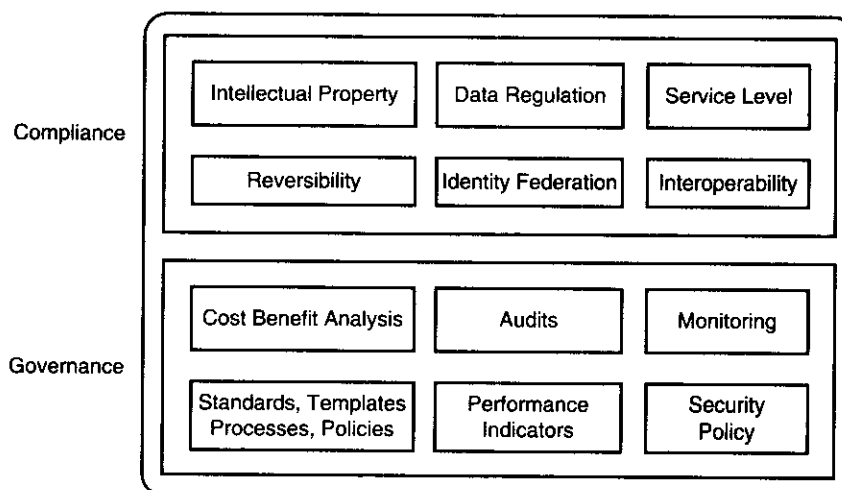 Compliance
Intellectual Property
Data Regulation
Service Level
Reversibility
Identity Federation
Interoperability
Governance
Cost Benefit Analysis
Audits
Monitoring
Standards, Templates
Processes, Policies
Performance
Indicators
Security
Policy